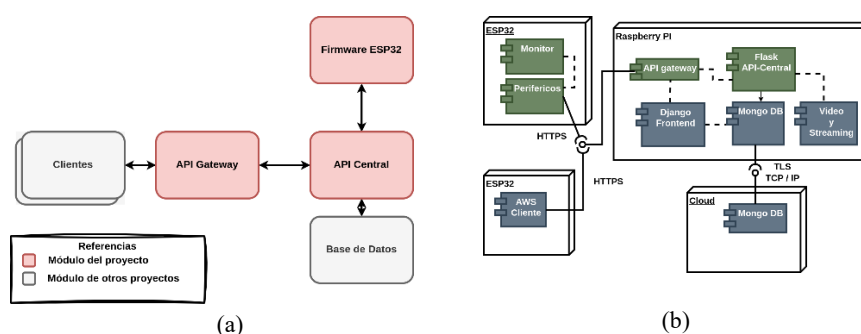 Firmware ESP32
Clientes
API Gateway
API Central
Base de Datos
Referencias
Módulo del proyecto
Módulo de otros proyectos
(a)
ESP32
Monitor
Perifericos
HTTPS
Raspberry PI
API gateway
Flask
API-Central
Django
Frontend
Mongo DB
Video
y
Streaming
HTTPS
TLS
TCP / IP
ESP32
AWS
Cliente
Cloud
Mongo DB
(b)